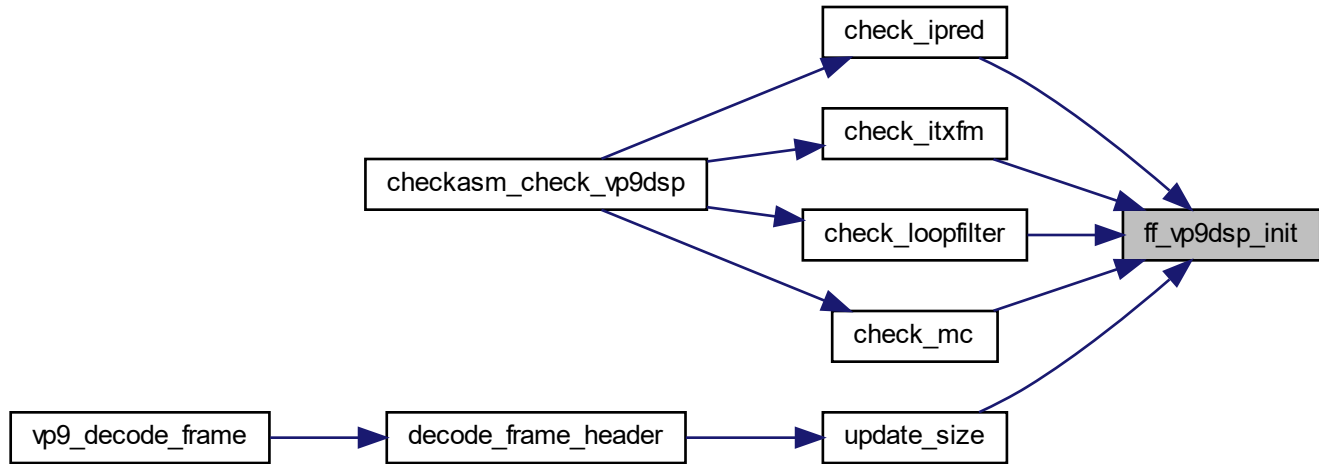 check_ipred
check_itxfm
checkasm_check_vp9dsp
check_loopfilter
ff_vp9dsp_init
check_mc
vp9_decode_frame
decode_frame_header
update_size